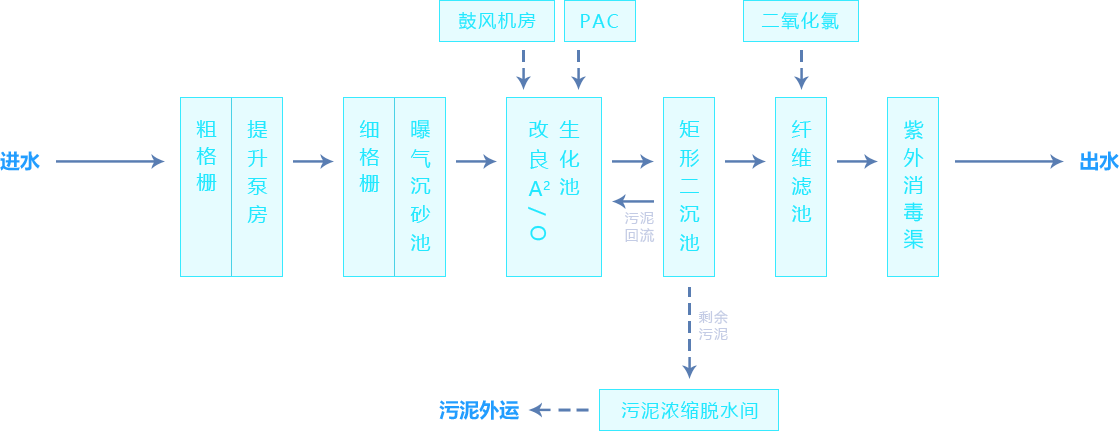 鼓风机房
PAC
二氧化氯
进水
粗格栅
提升泵房
细格栅
曝气沉砂池
改良A²/O
生化池
矩形二沉池
纤维滤池
紫外消毒渠
出水
污泥
回流
剩余
污泥
污泥外运
污泥浓缩脱水间